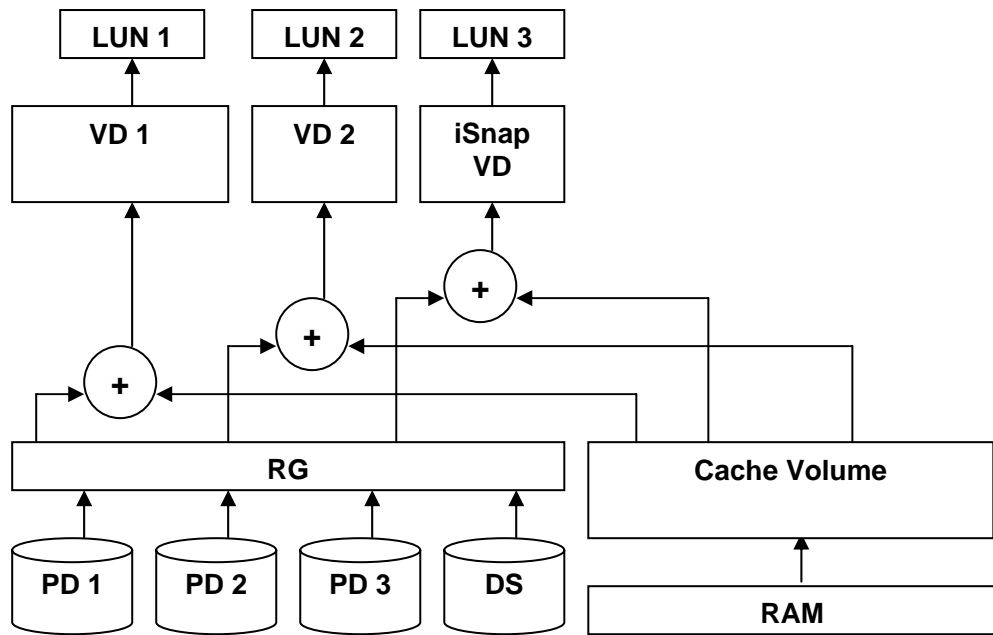 LUN 1
LUN 2
LUN 3
VD 1
VD 2
iSnap
VD
+
+
+
RG
Cache Volume
PD 1
PD 2
PD 3
DS
RAM